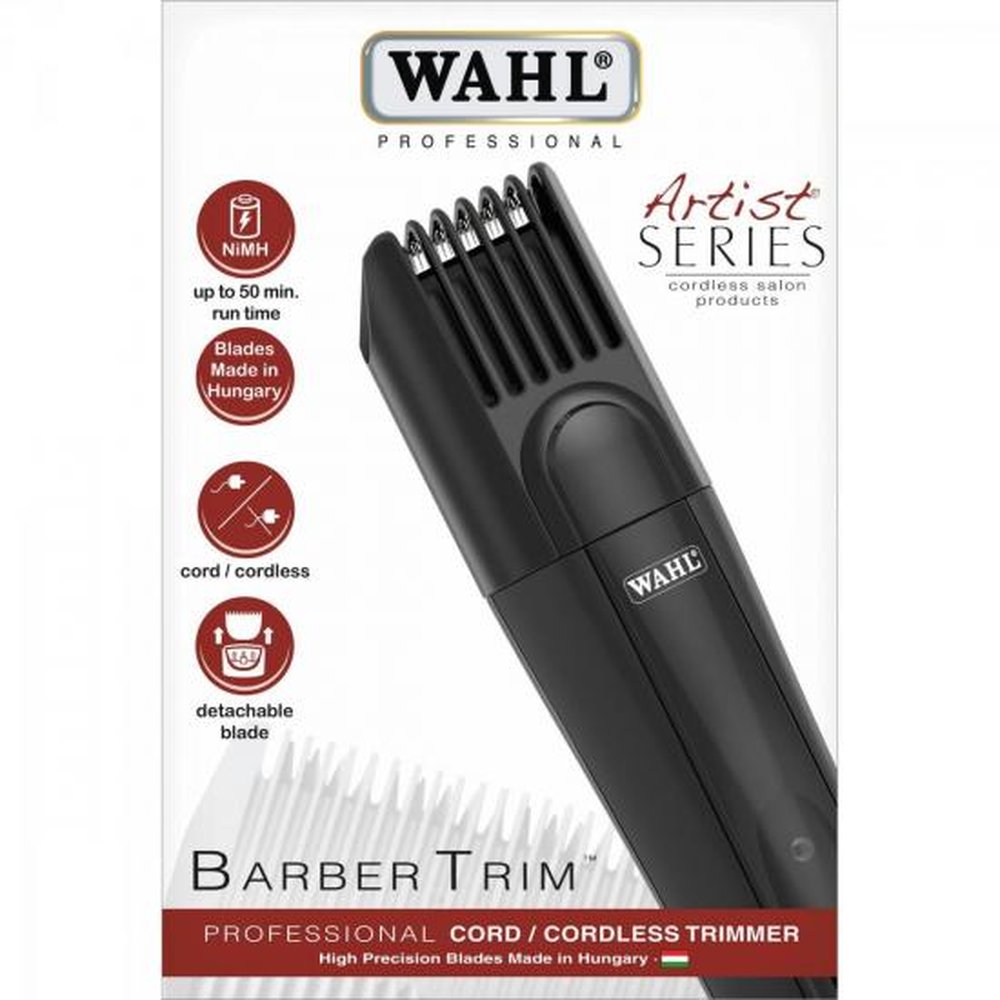 WAHL®
PROFESSIONAL
Artist®
SERIES
cordless salon
products
NiMH
up to 50 min.
run time
Blades
Made in
Hungary
cord / cordless
detachable
blade
WAHL®
BARBER TRIM™
PROFESSIONAL CORD / CORDLESS TRIMMER
High Precision Blades Made in Hungary ·